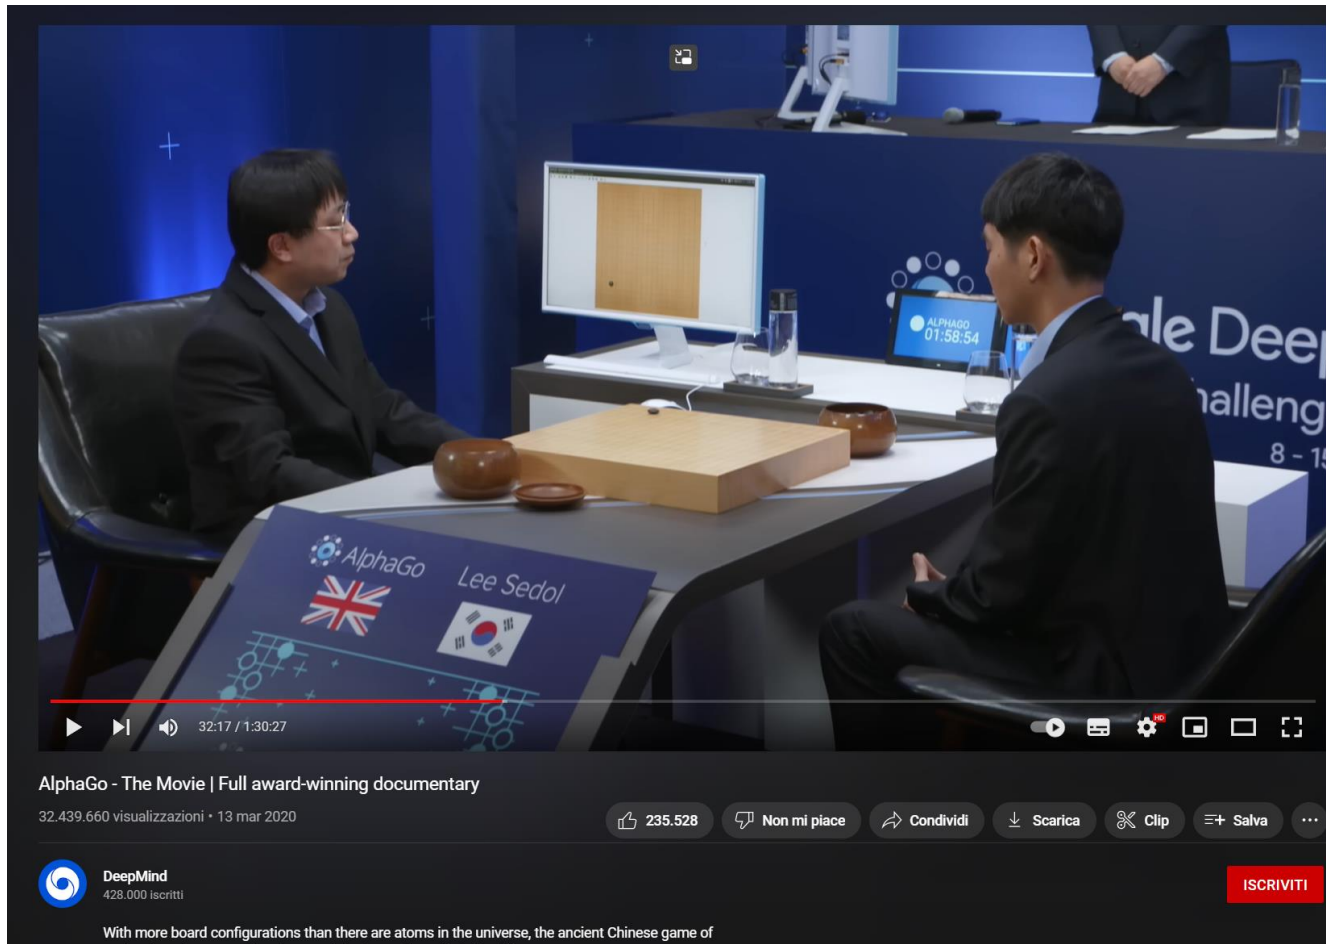 ALPHAGO
01:58:54
gle Deep
halleng
8 – 15
AlphaGo
Lee Sedol
HD
32:17 / 1:30:27
AlphaGo - The Movie | Full award-winning documentary
32.439.660 visualizzazioni • 13 mar 2020
235.528
Non mi piace
Condividi
Scarica
Clip
Salva
DeepMind
428.000 iscritti
ISCRIVITI
With more board configurations than there are atoms in the universe, the ancient Chinese game of